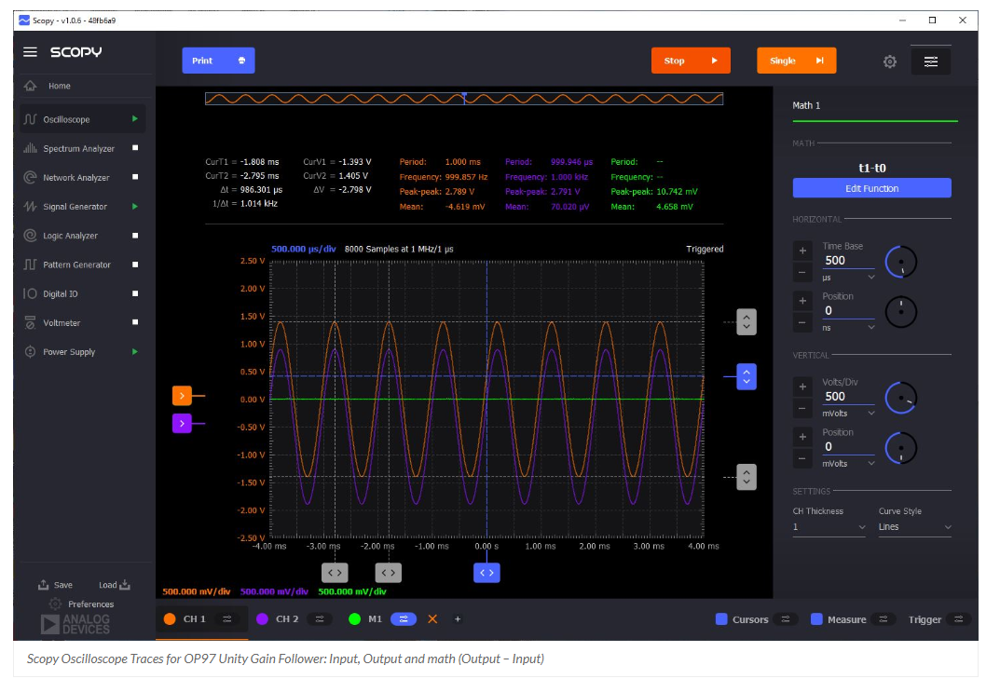 Scopy - v1.0.6 - 48fb6a9
SCOPY
Print
Stop
Single
Home
Oscilloscope
Spectrum Analyzer
Network Analyzer
Signal Generator
Logic Analyzer
Pattern Generator
Digital IO
Voltmeter
Power Supply
Save Load
Preferences
ANALOG
DEVICES
CurT1 = -1.808 ms CurV1 = -1.393 V
CurT2 = -2.795 ms CurV2 = 1.405 V
Δt = 986.301 µs ΔV = -2.798 V
1/Δt = 1.014 kHz
Period: 1.000 ms Period: 999.946 µs Period: --
Frequency: 999.857 Hz Frequency: 1.000 kHz Frequency: --
Peak-peak: 2.789 V Peak-peak: 2.791 V Peak-peak: 10.742 mV
Mean: -4.619 mV Mean: 70.020 µV Mean: 4.658 mV
500.000 µs/div 8000 Samples at 1 MHz/1 µs Triggered
2.50 V
2.00 V
1.50 V
1.00 V
0.50 V
0.00 V
-0.50 V
-1.00 V
-1.50 V
-2.00 V
-2.50 V
-4.00 ms -3.00 ms -2.00 ms -1.00 ms 0.00 s 1.00 ms 2.00 ms 3.00 ms 4.00 ms
500.000 mV/div 500.000 mV/div 500.000 mV/div
CH 1 CH 2 M1 X + Cursors Measure Trigger
Math 1
MATH
t1-t0
Edit Function
HORIZONTAL
Time Base
+ 500
- µs
Position
+ 0
- ns
VERTICAL
Volts/Div
+ 500
- mVolts
Position
+ 0
- mVolts
SETTINGS
CH Thickness Curve Style
1 Lines
Scopy Oscilloscope Traces for OP97 Unity Gain Follower: Input, Output and math (Output – Input)